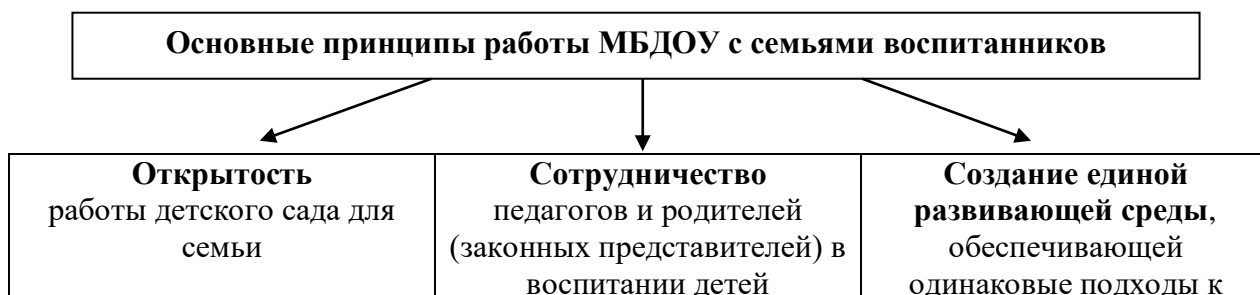 Основные принципы работы МБДОУ с семьями воспитанников
Открытость
работы детского сада для
семьи
Сотрудничество
педагогов и родителей
(законных представителей) в
воспитании детей
Создание единой
развивающей среды,
обеспечивающей
одинаковые подходы к